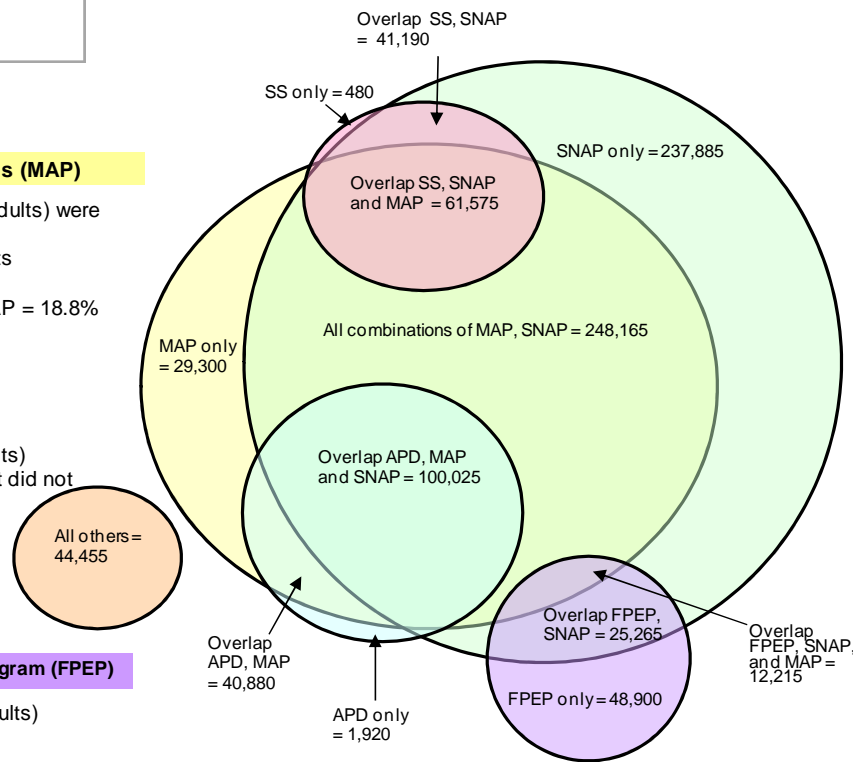 Overlap SS, SNAP
= 41,190
SS only = 480
SNAP only = 237,885
s (MAP)
dults) were
ts
AP = 18.8%
Overlap SS, SNAP
and MAP = 61,575
All combinations of MAP, SNAP = 248,165
MAP only
= 29,300
ts)
t did not
Overlap APD, MAP
and SNAP = 100,025
All others =
44,455
Overlap FPEP,
SNAP = 25,265
Overlap
FPEP, SNAP,
and MAP =
12,215
Overlap
APD, MAP
= 40,880
gram (FPEP)
FPEP only = 48,900
ults)
APD only
= 1,920